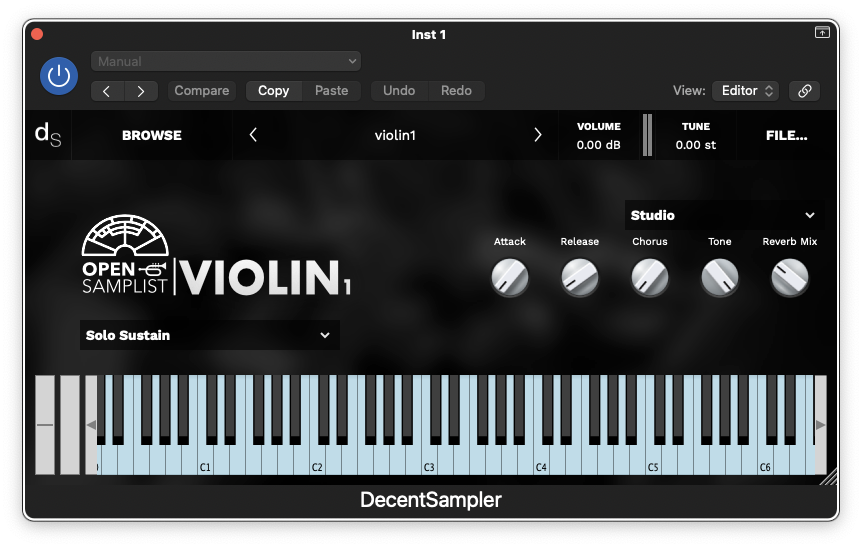 Inst 1
Manual
Compare Copy Paste Undo Redo View: Editor
ds BROWSE violin1 VOLUME 0.00 dB TUNE 0.00 st FILE...
Studio
Attack Release Chorus Tone Reverb Mix
OPEN
SAMPLIST
VIOLIN1
Solo Sustain
C1 C2 C3 C4 C5 C6
DecentSampler